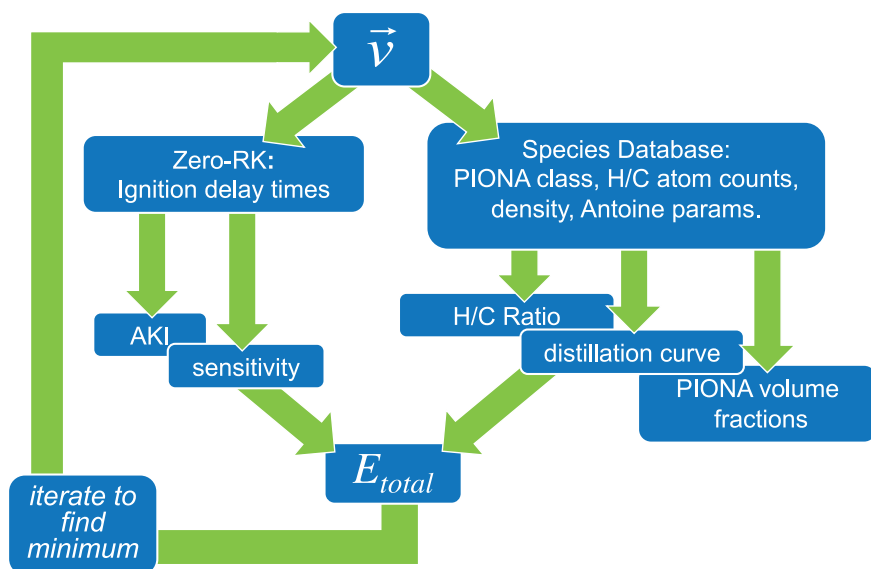 v
Zero-RK:
Ignition delay times
Species Database:
PIONA class, H/C atom counts,
density, Antoine params.
AKI
sensitivity
H/C Ratio
distillation curve
PIONA volume
fractions
E_total
iterate to
find
minimum